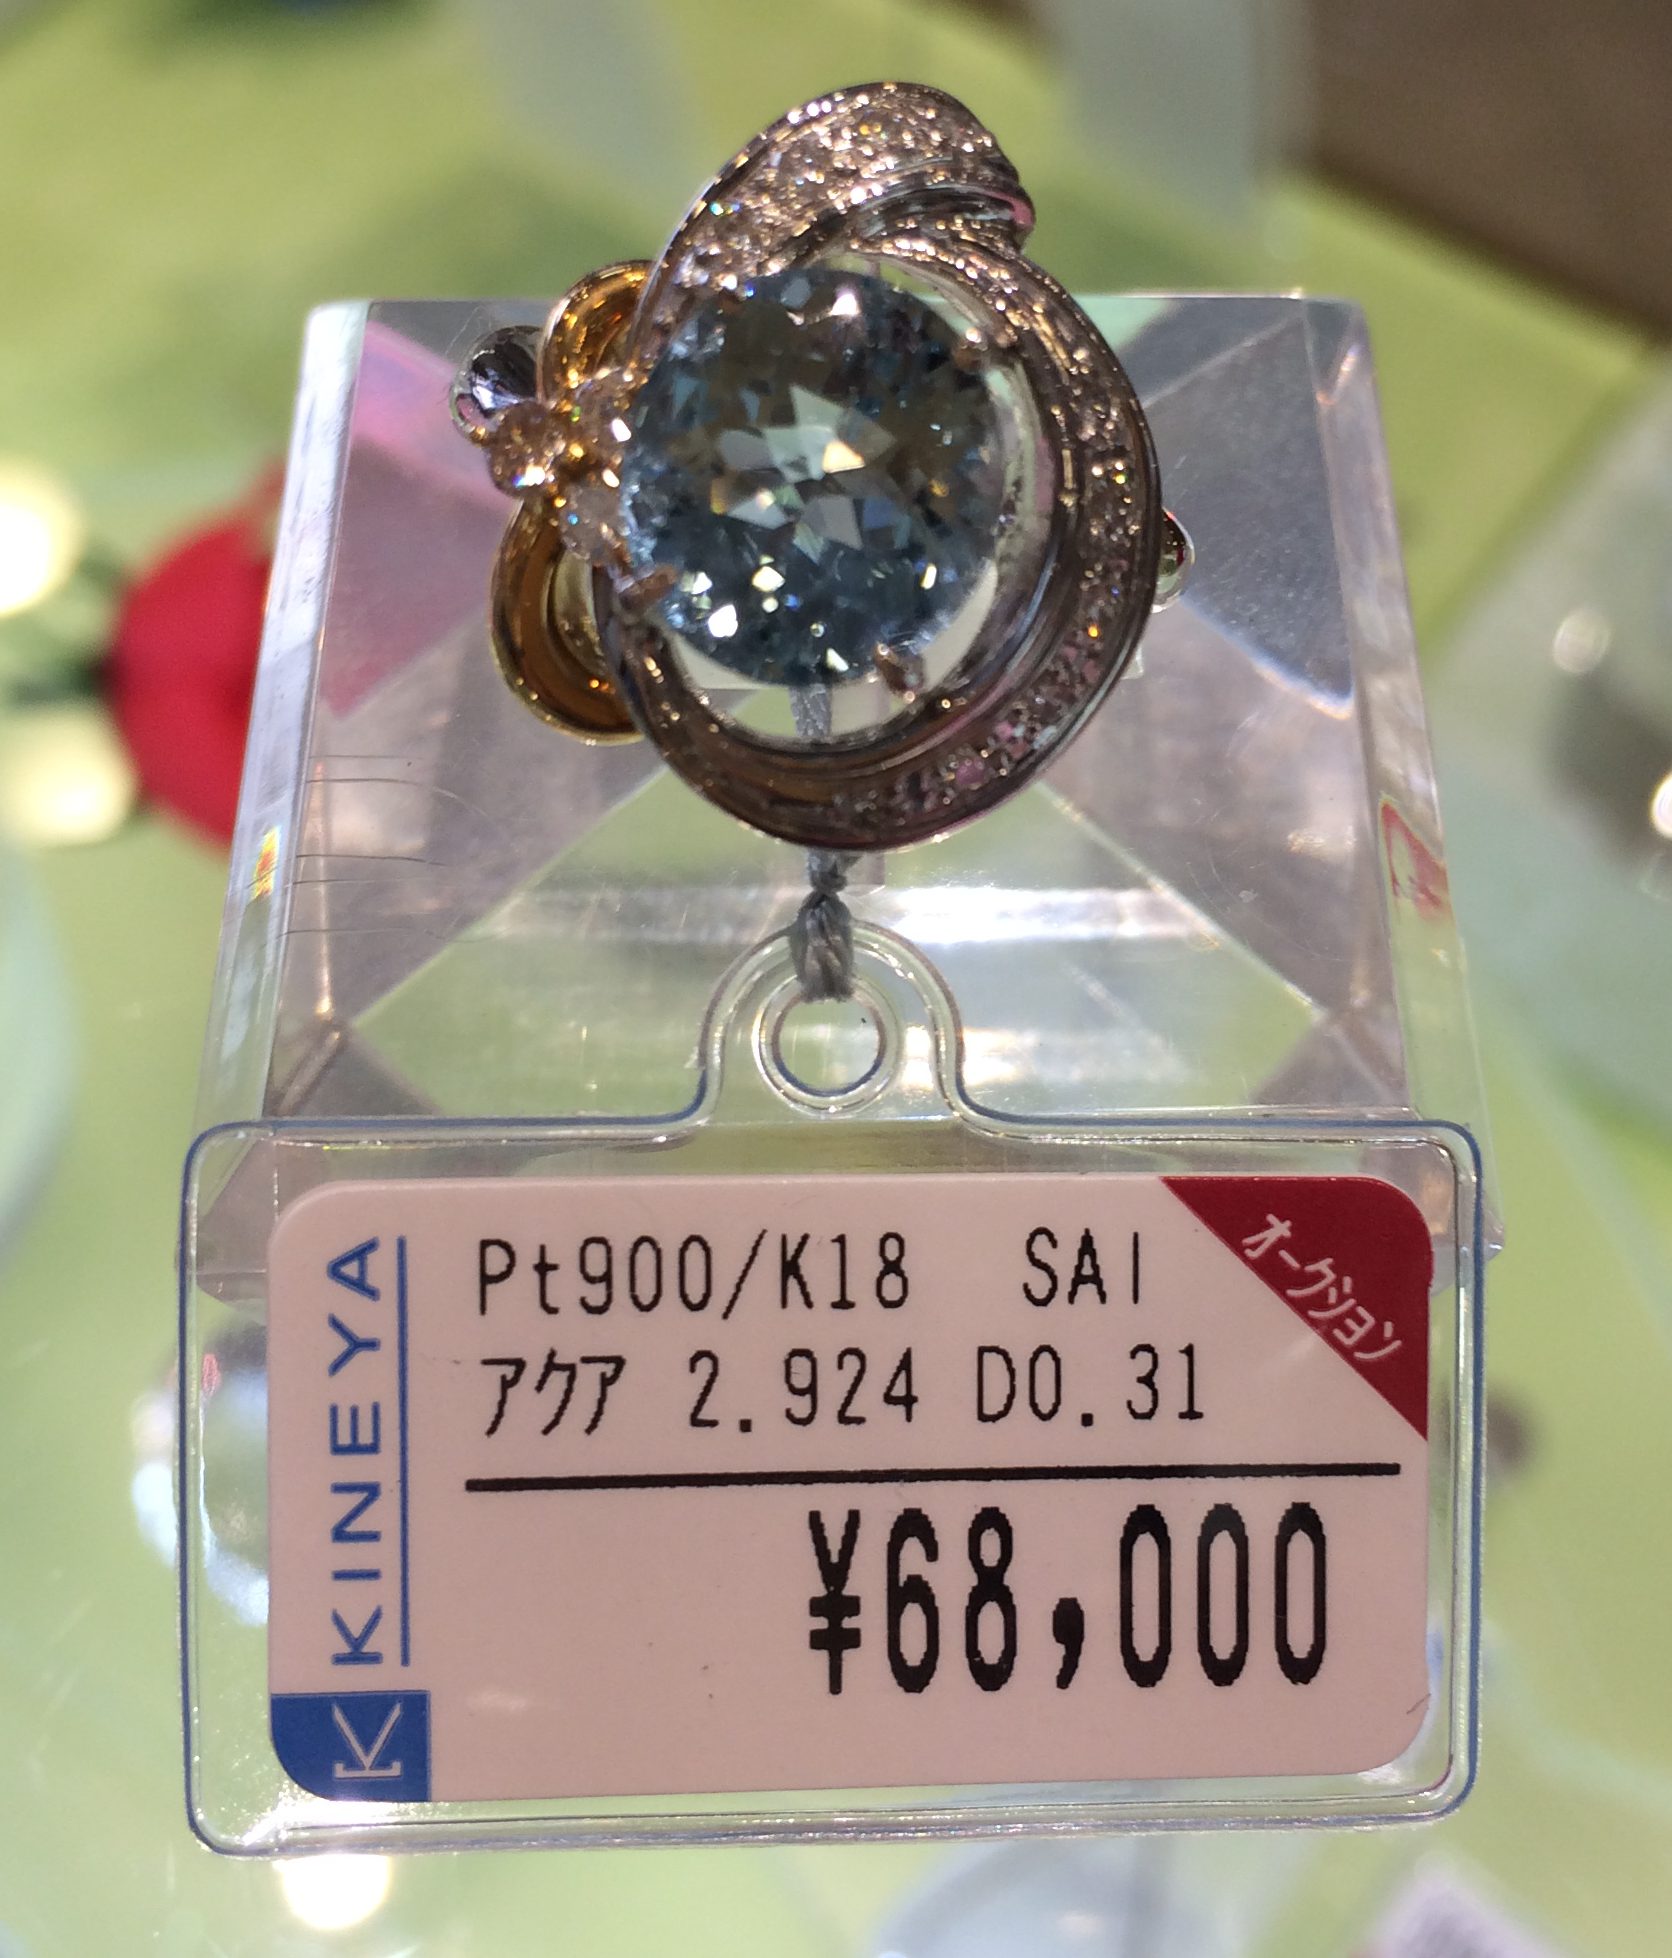 Pt900/K18 SAI
オークション
アクア 2.924 D0.31
¥68,000
KINEYA
K